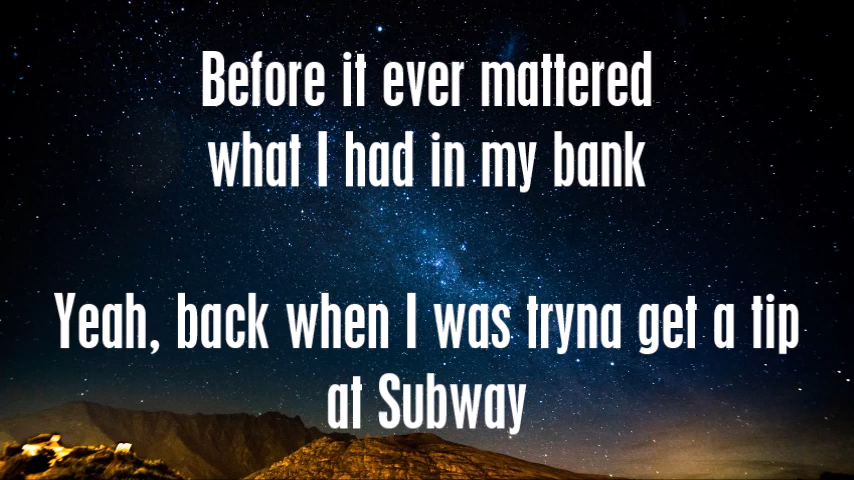 Before it ever mattered
what I had in my bank
Yeah, back when I was tryna get a tip
at Subway